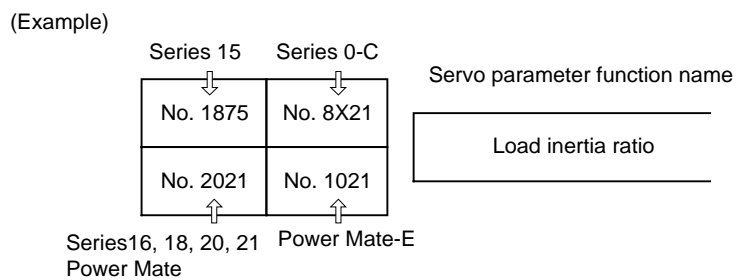 (Example)
Series 15
Series 0-C
Servo parameter function name
No. 1875
No. 8X21
Load inertia ratio
No. 2021
No. 1021
Series16, 18, 20, 21
Power Mate
Power Mate-E